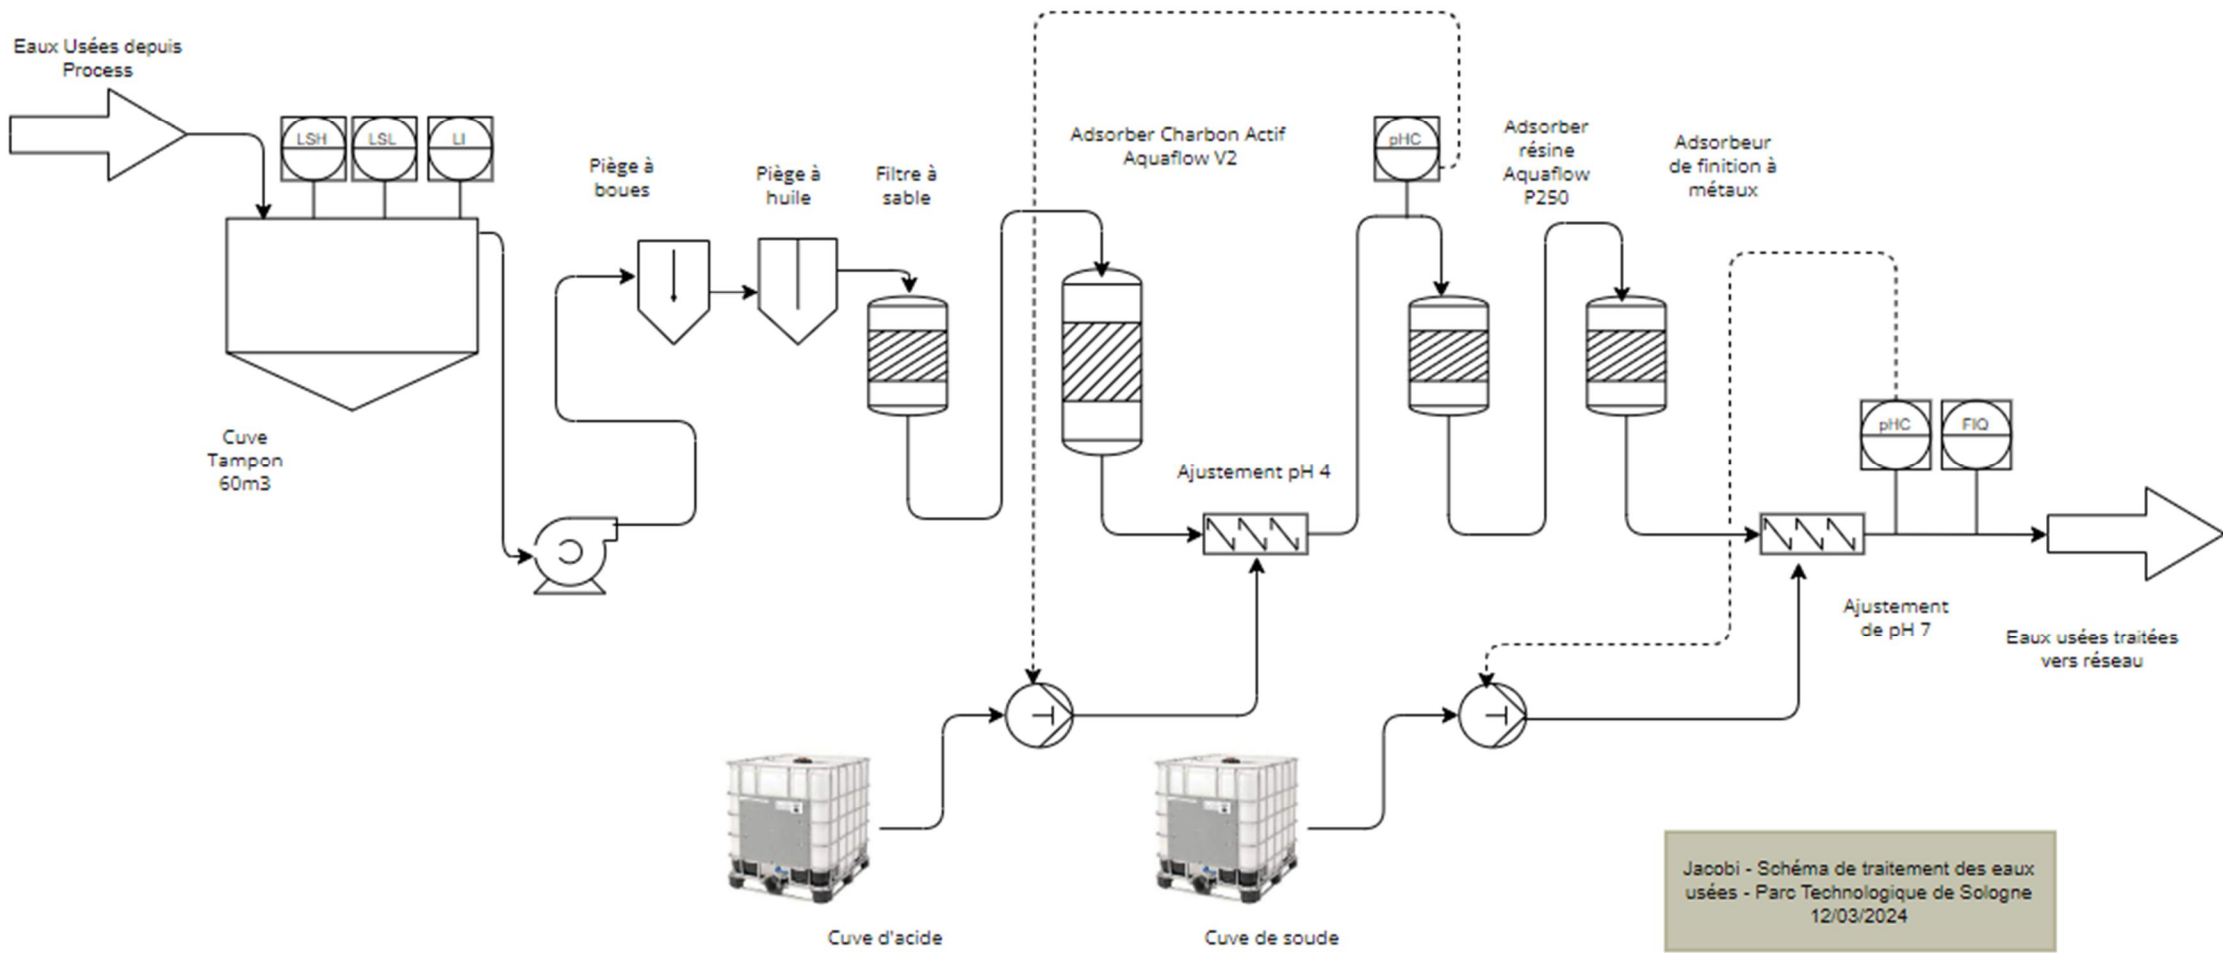 Eaux Usées depuis
Process
LSH
LSL
LI
Cuve
Tampon
60m3
Piège à
boues
Piège à
huile
Filtre à
sable
Adsorber Charbon Actif
Aquaflow V2
Ajustement pH 4
pHC
Adsorber
résine
Aquaflow
P250
Adsorbeur
de finition à
métaux
pHC
FIQ
Ajustement
de pH 7
Eaux usées traitées
vers réseau
Cuve d'acide
Cuve de soude
Jacobi - Schéma de traitement des eaux
usées - Parc Technologique de Sologne
12/03/2024